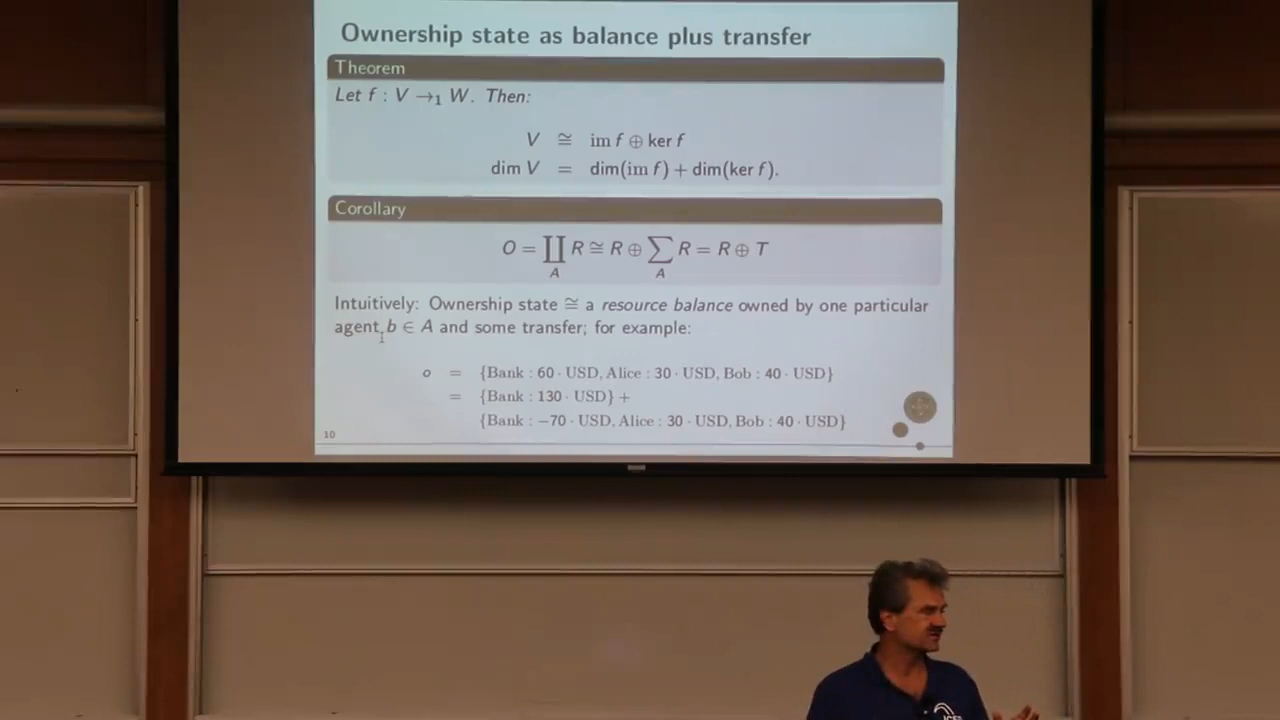 Ownership state as balance plus transfer
Theorem
Let f : V →₁ W. Then:
V ≅ im f ⊕ ker f
dim V = dim(im f) + dim(ker f).
Corollary
O = ∐_A R ≅ R ⊕ ∑_A R = R ⊕ T
Intuitively: Ownership state ≅ a resource balance owned by one particular
agent b ∈ A and some transfer; for example:
o = {Bank : 60 · USD, Alice : 30 · USD, Bob : 40 · USD}
= {Bank : 130 · USD} +
{Bank : −70 · USD, Alice : 30 · USD, Bob : 40 · USD}
10